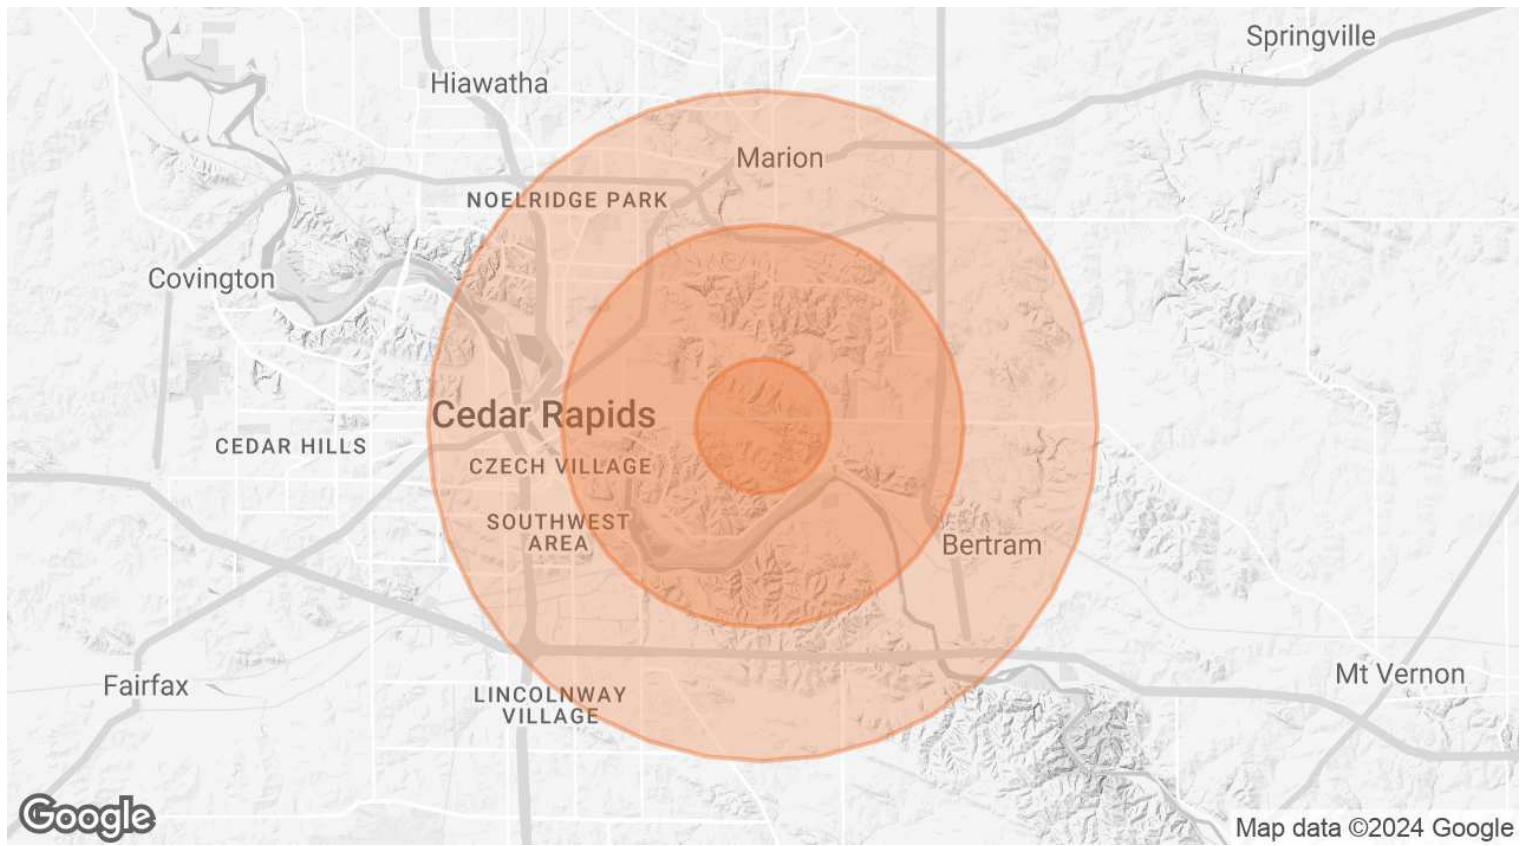 Springville
Hiawatha
Marion
NOELRIDGE PARK
Covington
Cedar Rapids
CEDAR HILLS
CZECH VILLAGE
SOUTHWEST
AREA
Bertram
Mt Vernon
Fairfax
LINCOLNWAY
VILLAGE
Google
Map data ©2024 Google